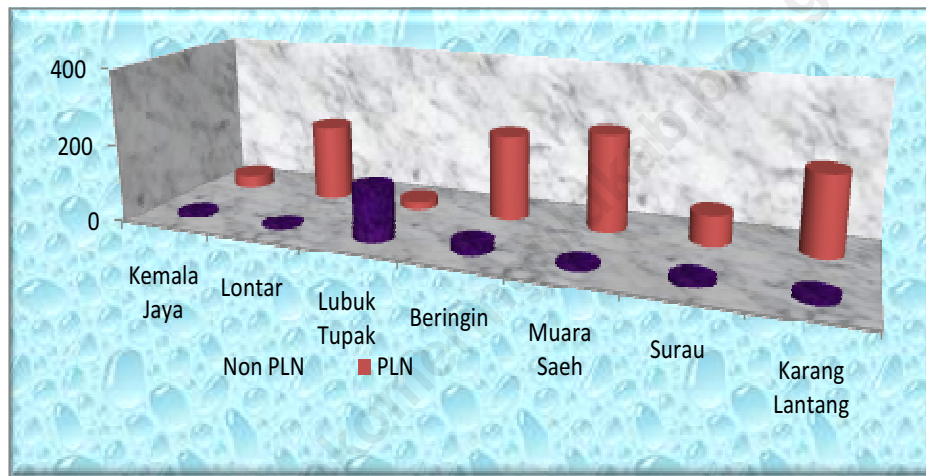 400
200
0
Kemala
Jaya
Lontar
Lubuk
Tupak
Beringin
Muara
Saeh
Surau
Karang
Lantang
Non PLN
PLN